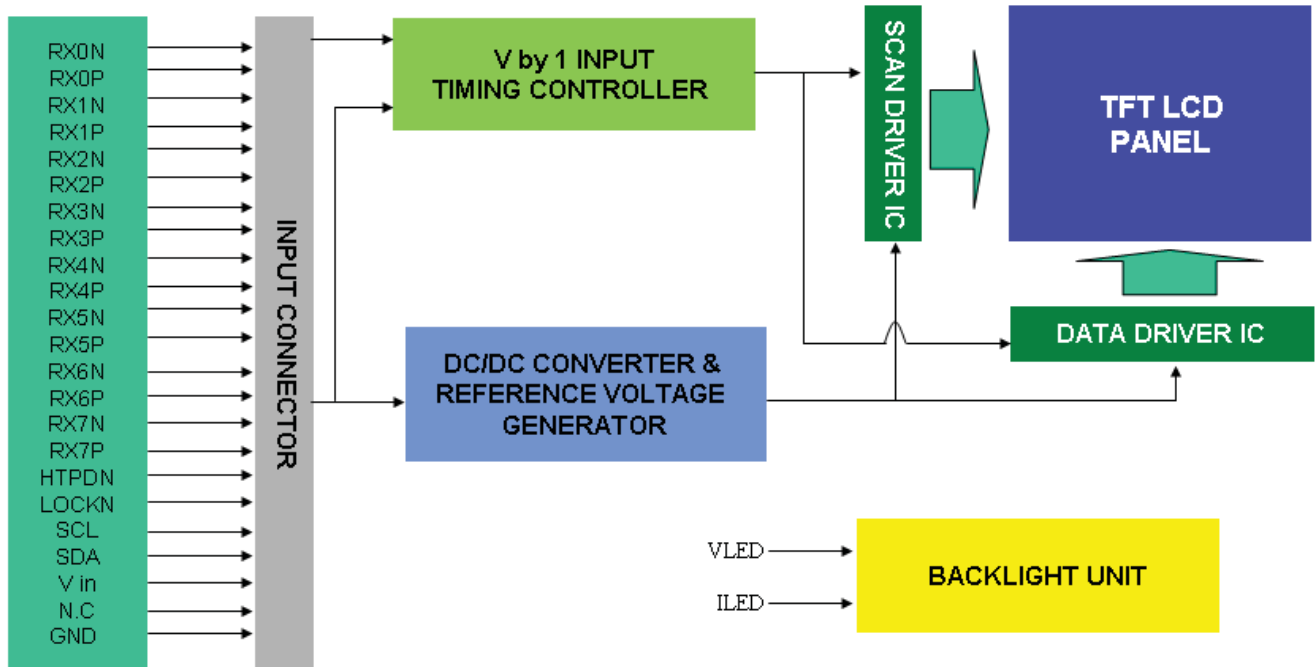 RX0N
RX0P
RX1N
RX1P
RX2N
RX2P
RX3N
RX3P
RX4N
RX4P
RX5N
RX5P
RX6N
RX6P
RX7N
RX7P
HTPDN
LOCKN
SCL
SDA
V in
N.C
GND
INPUT CONNECTOR
V by 1 INPUT
TIMING CONTROLLER
DC/DC CONVERTER &
REFERENCE VOLTAGE
GENERATOR
SCAN DRIVER IC
TFT LCD
PANEL
DATA DRIVER IC
VLED
ILED
BACKLIGHT UNIT